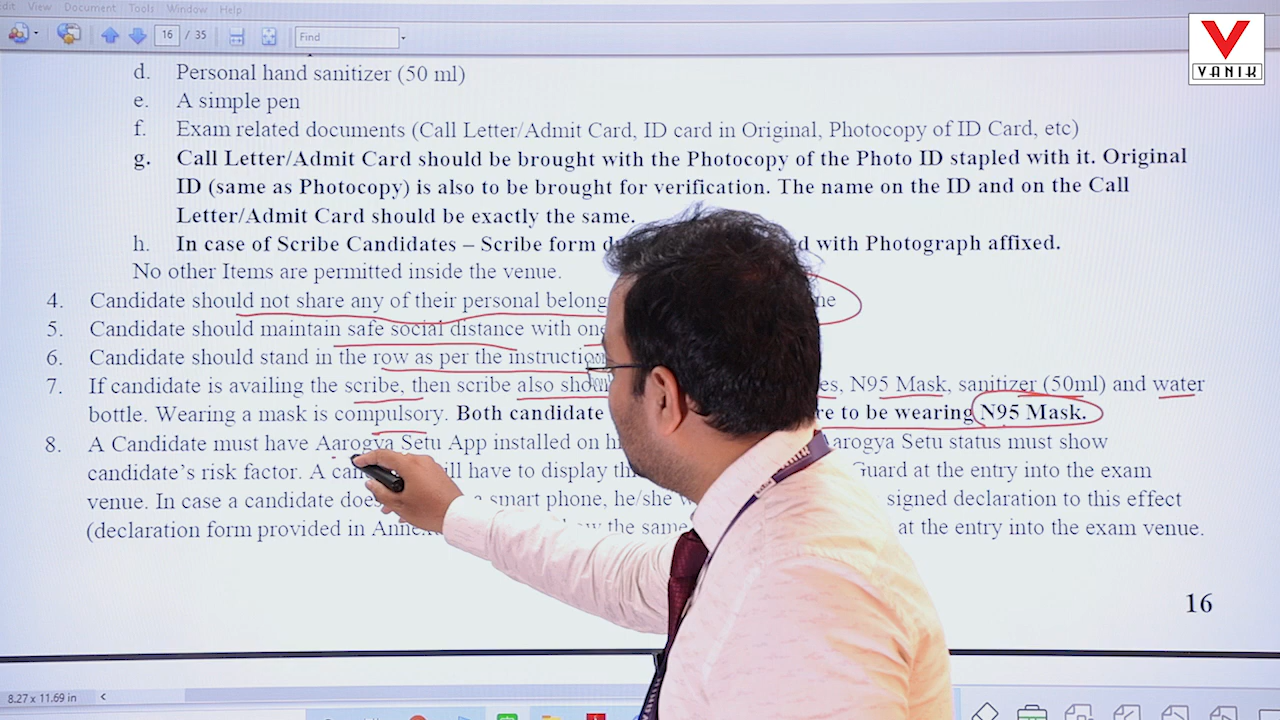 dit View Document Tools Window Help
16 / 35 Find
VANIK
d. Personal hand sanitizer (50 ml)
e. A simple pen
f. Exam related documents (Call Letter/Admit Card, ID card in Original, Photocopy of ID Card, etc)
g. Call Letter/Admit Card should be brought with the Photocopy of the Photo ID stapled with it. Original
ID (same as Photocopy) is also to be brought for verification. The name on the ID and on the Call
Letter/Admit Card should be exactly the same.
h. In case of Scribe Candidates – Scribe form d with Photograph affixed.
No other Items are permitted inside the venue.
4. Candidate should not share any of their personal belong ne
5. Candidate should maintain safe social distance with one
6. Candidate should stand in the row as per the instructio
7. If candidate is availing the scribe, then scribe also sho es, N95 Mask, sanitizer (50ml) and water
bottle. Wearing a mask is compulsory. Both candidate re to be wearing N95 Mask.
8. A Candidate must have Aarogya Setu App installed on hi arogya Setu status must show
candidate's risk factor. A can ill have to display th Guard at the entry into the exam
venue. In case a candidate does a smart phone, he/she w signed declaration to this effect
(declaration form provided in Anne the same at the entry into the exam venue.
16
8.27 x 11.69 in